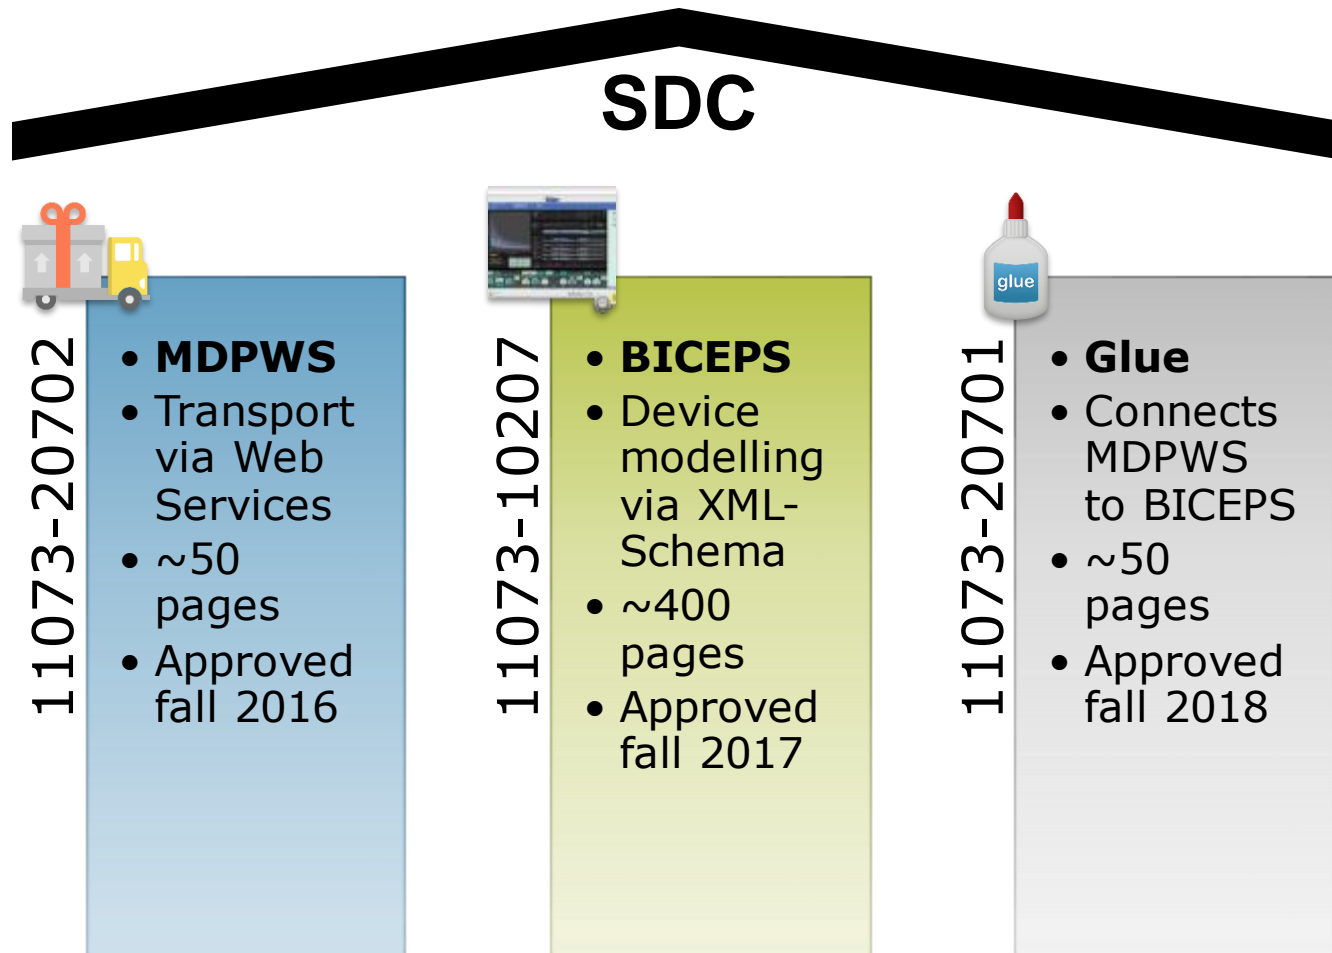 SDC
11073-20702
• MDPWS
• Transport
via Web
Services
• ~50
pages
• Approved
fall 2016
11073-10207
• BICEPS
• Device
modelling
via XML-
Schema
• ~400
pages
• Approved
fall 2017
glue
11073-20701
• Glue
• Connects
MDPWS
to BICEPS
• ~50
pages
• Approved
fall 2018